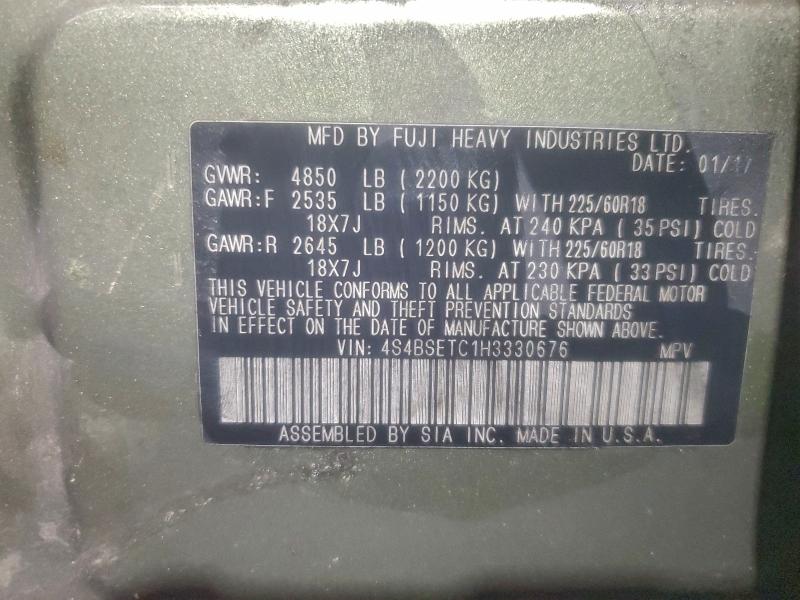 MFD BY FUJI HEAVY INDUSTRIES LTD.
DATE: 01/17
GVWR: 4850 LB ( 2200 KG)
GAWR:F 2535 LB ( 1150 KG) WITH 225/60R18 TIRES.
18X7J RIMS. AT 240 KPA ( 35 PSI) COLD
GAWR:R 2645 LB ( 1200 KG) WITH 225/60R18 TIRES.
18X7J RIMS. AT 230 KPA ( 33 PSI) COLD
THIS VEHICLE CONFORMS TO ALL APPLICABLE FEDERAL MOTOR
VEHICLE SAFETY AND THEFT PREVENTION STANDARDS
IN EFFECT ON THE DATE OF MANUFACTURE SHOWN ABOVE.
VIN: 4S4BSETC1H3330676 MPV
ASSEMBLED BY SIA INC. MADE IN U.S.A.